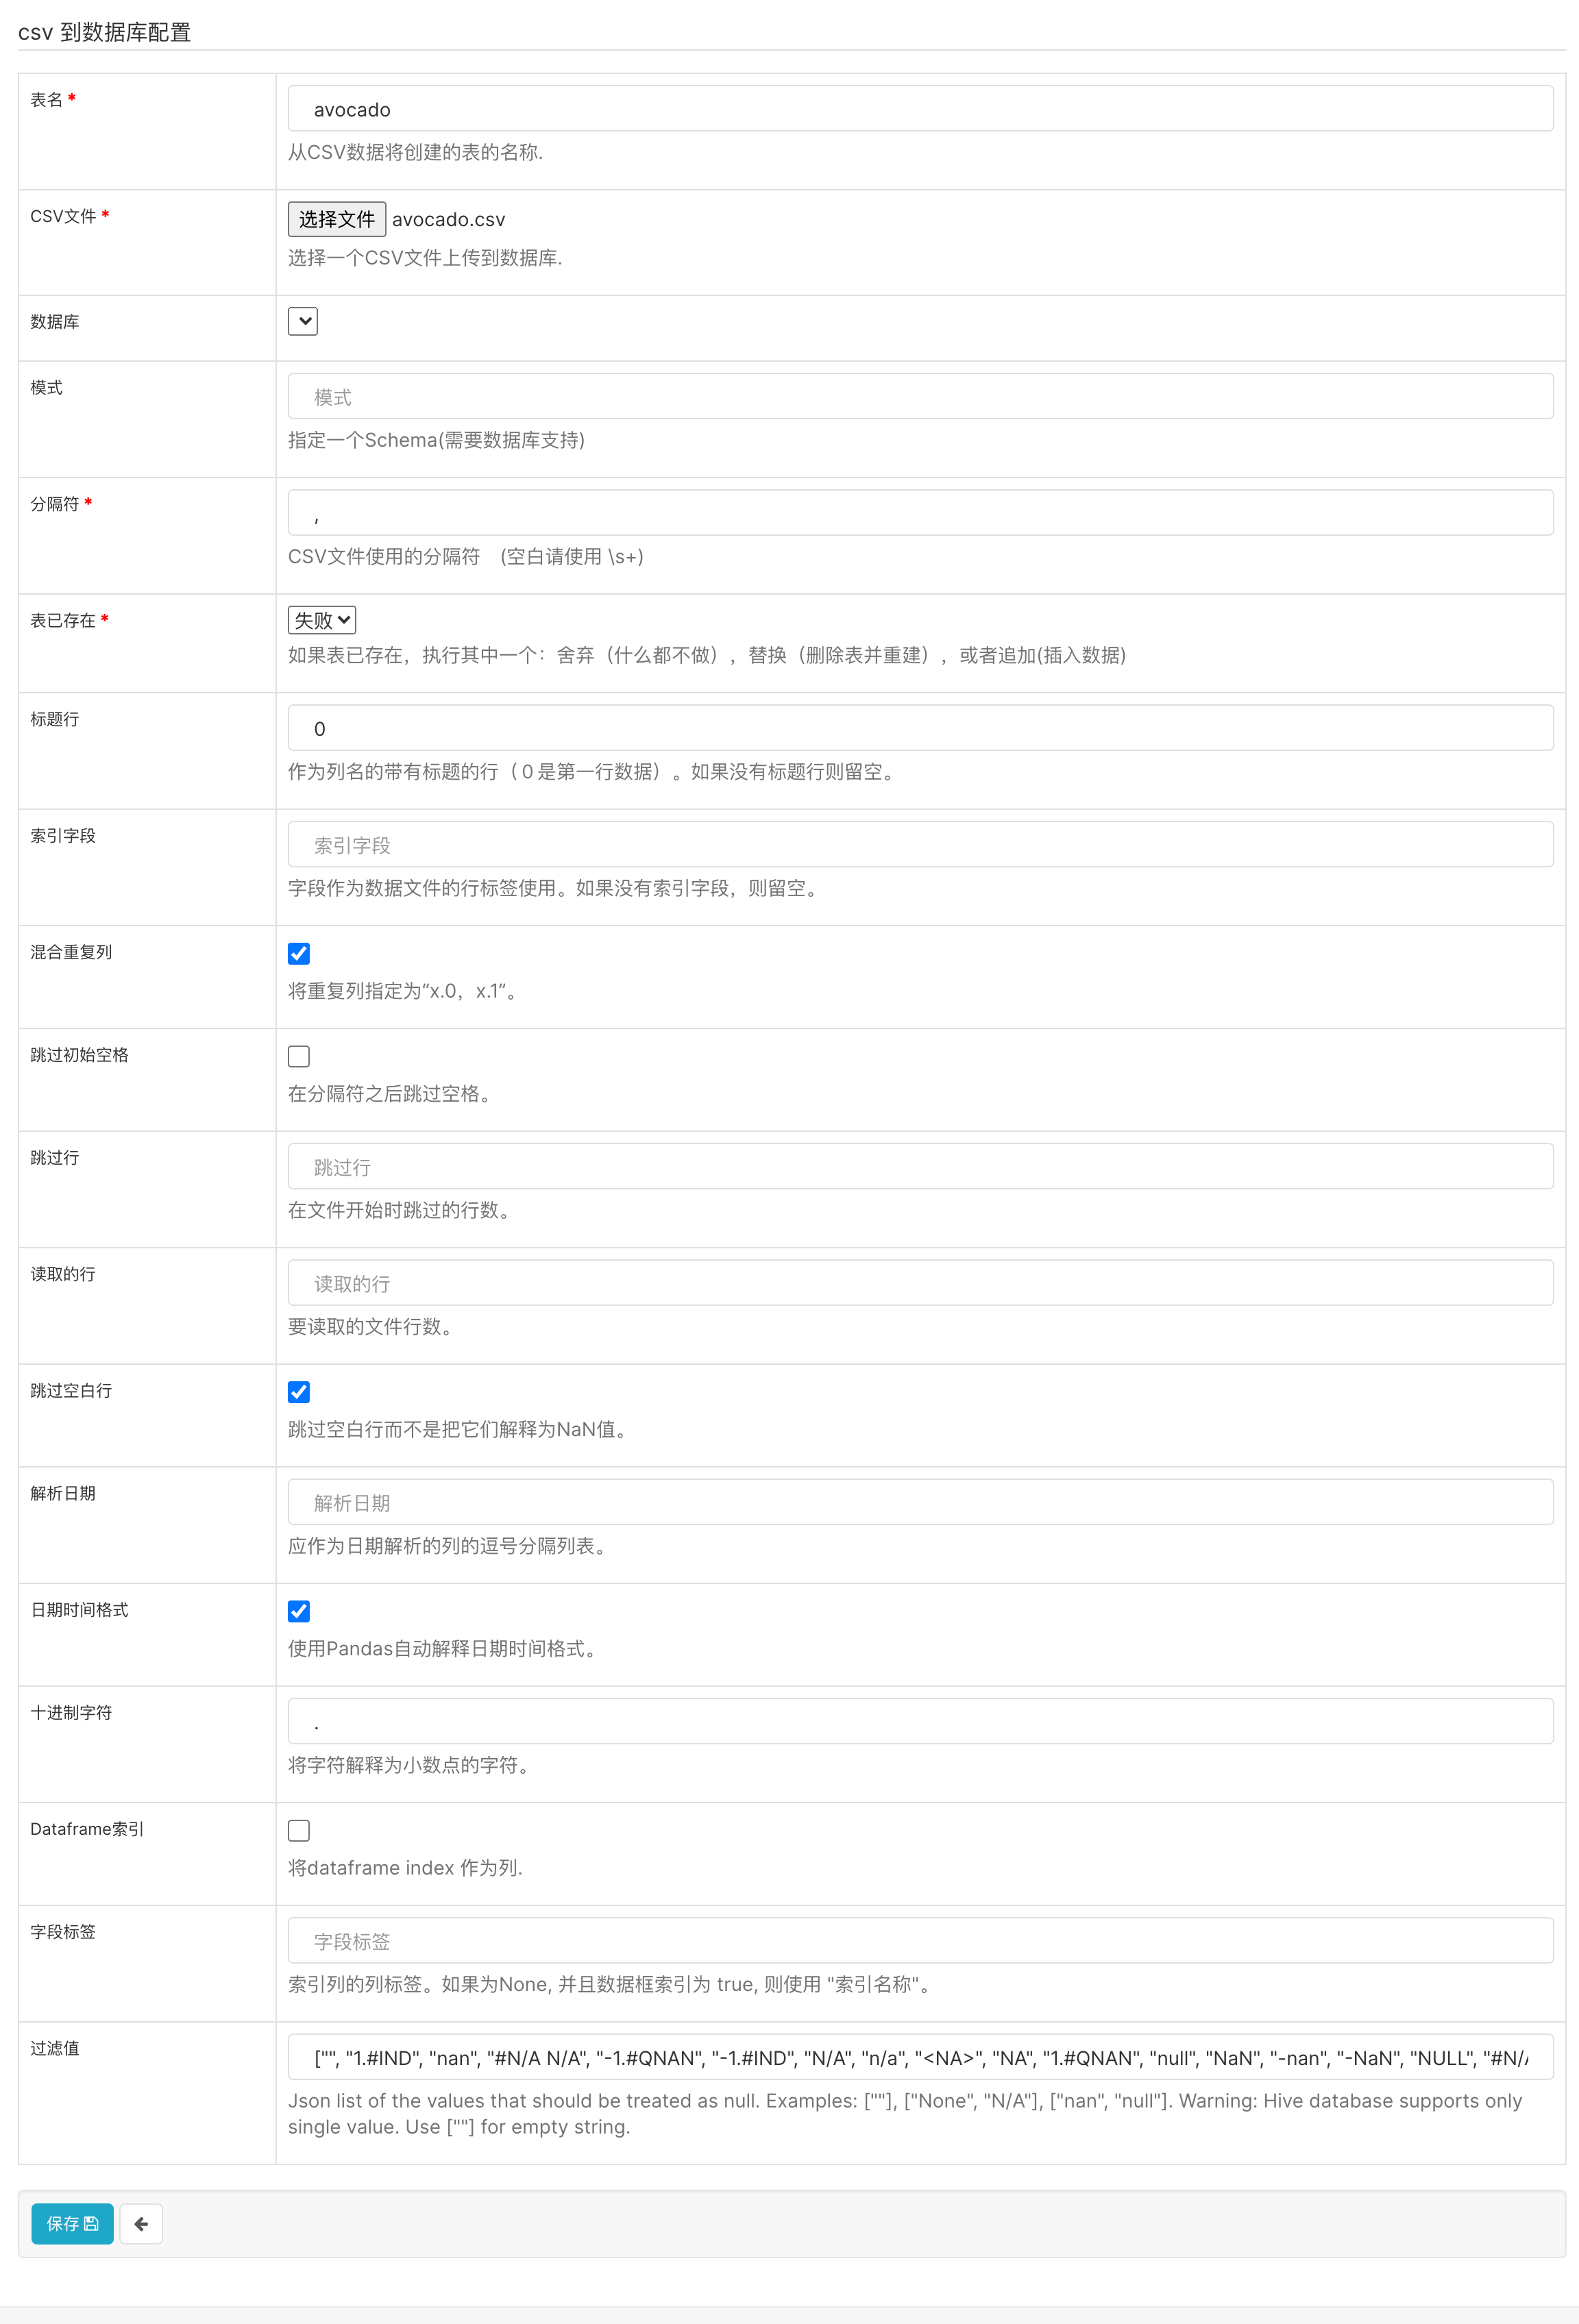 csv 到数据库配置
表名 *
avocado
从CSV数据将创建的表的名称.
CSV文件 *
选择文件 avocado.csv
选择一个CSV文件上传到数据库.
数据库
模式
模式
指定一个Schema(需要数据库支持)
分隔符 *
,
CSV文件使用的分隔符　(空白请使用 \s+)
表已存在 *
失败
如果表已存在，执行其中一个：舍弃（什么都不做），替换（删除表并重建），或者追加(插入数据)
标题行
0
作为列名的带有标题的行（０是第一行数据）。如果没有标题行则留空。
索引字段
索引字段
字段作为数据文件的行标签使用。如果没有索引字段，则留空。
混合重复列
将重复列指定为“x.0，x.1”。
跳过初始空格
在分隔符之后跳过空格。
跳过行
跳过行
在文件开始时跳过的行数。
读取的行
读取的行
要读取的文件行数。
跳过空白行
跳过空白行而不是把它们解释为NaN值。
解析日期
解析日期
应作为日期解析的列的逗号分隔列表。
日期时间格式
使用Pandas自动解释日期时间格式。
十进制字符
.
将字符解释为小数点的字符。
Dataframe索引
将dataframe index 作为列.
字段标签
字段标签
索引列的列标签。如果为None, 并且数据框索引为 true, 则使用 "索引名称"。
过滤值
["", "1.#IND", "nan", "#N/A N/A", "-1.#QNAN", "-1.#IND", "N/A", "n/a", "<NA>", "NA", "1.#QNAN", "null", "NaN", "-nan", "-NaN", "NULL", "#N/
Json list of the values that should be treated as null. Examples: [""], ["None", "N/A"], ["nan", "null"]. Warning: Hive database supports only
single value. Use [""] for empty string.
保存